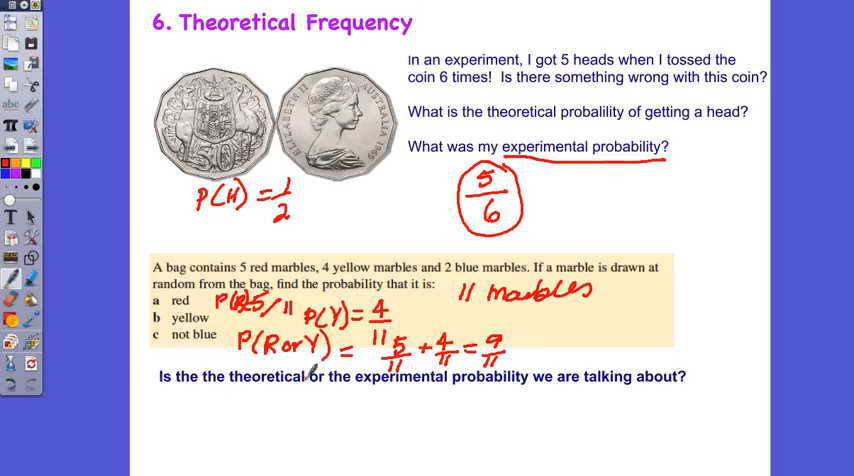 6. Theoretical Frequency
In an experiment, I got 5 heads when I tossed the
coin 6 times! Is there something wrong with this coin?
What is the theoretical probalility of getting a head?
What was my experimental probability?
50
ELIZABETH II AUSTRALIA 1969
P(H) = 1/2
5/6
A bag contains 5 red marbles, 4 yellow marbles and 2 blue marbles. If a marble is drawn at
random from the bag, find the probability that it is:
11 marbles
a red P(R)=5/11
b yellow P(Y) = 4/11
c not blue P(R or Y) = 5/11 + 4/11 = 9/11
Is the the theoretical or the experimental probability we are talking about?
abc
π
T